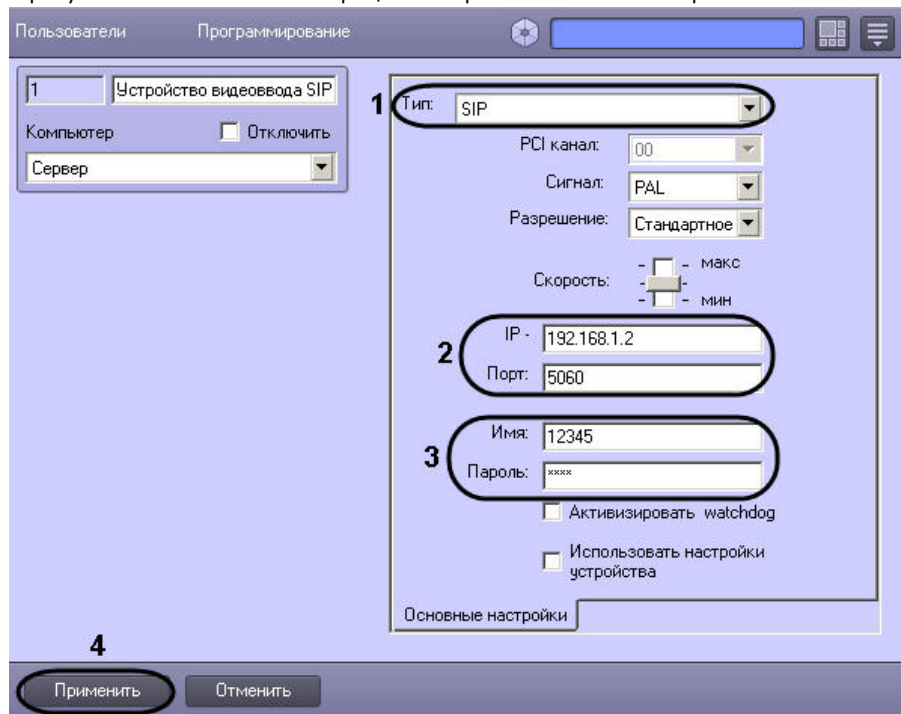 Пользователи Программирование
1 Устройство видеоввода SIP
Компьютер Отключить
Сервер
1 Тип: SIP
PCI канал: 00
Сигнал: PAL
Разрешение: Стандартное
Скорость: - - макс
- -
- - мин
2 IP - 192.168.1.2
Порт: 5060
3 Имя: 12345
Пароль: ××××
Активизировать watchdog
Использовать настройки
устройства
Основные настройки
4
Применить Отменить